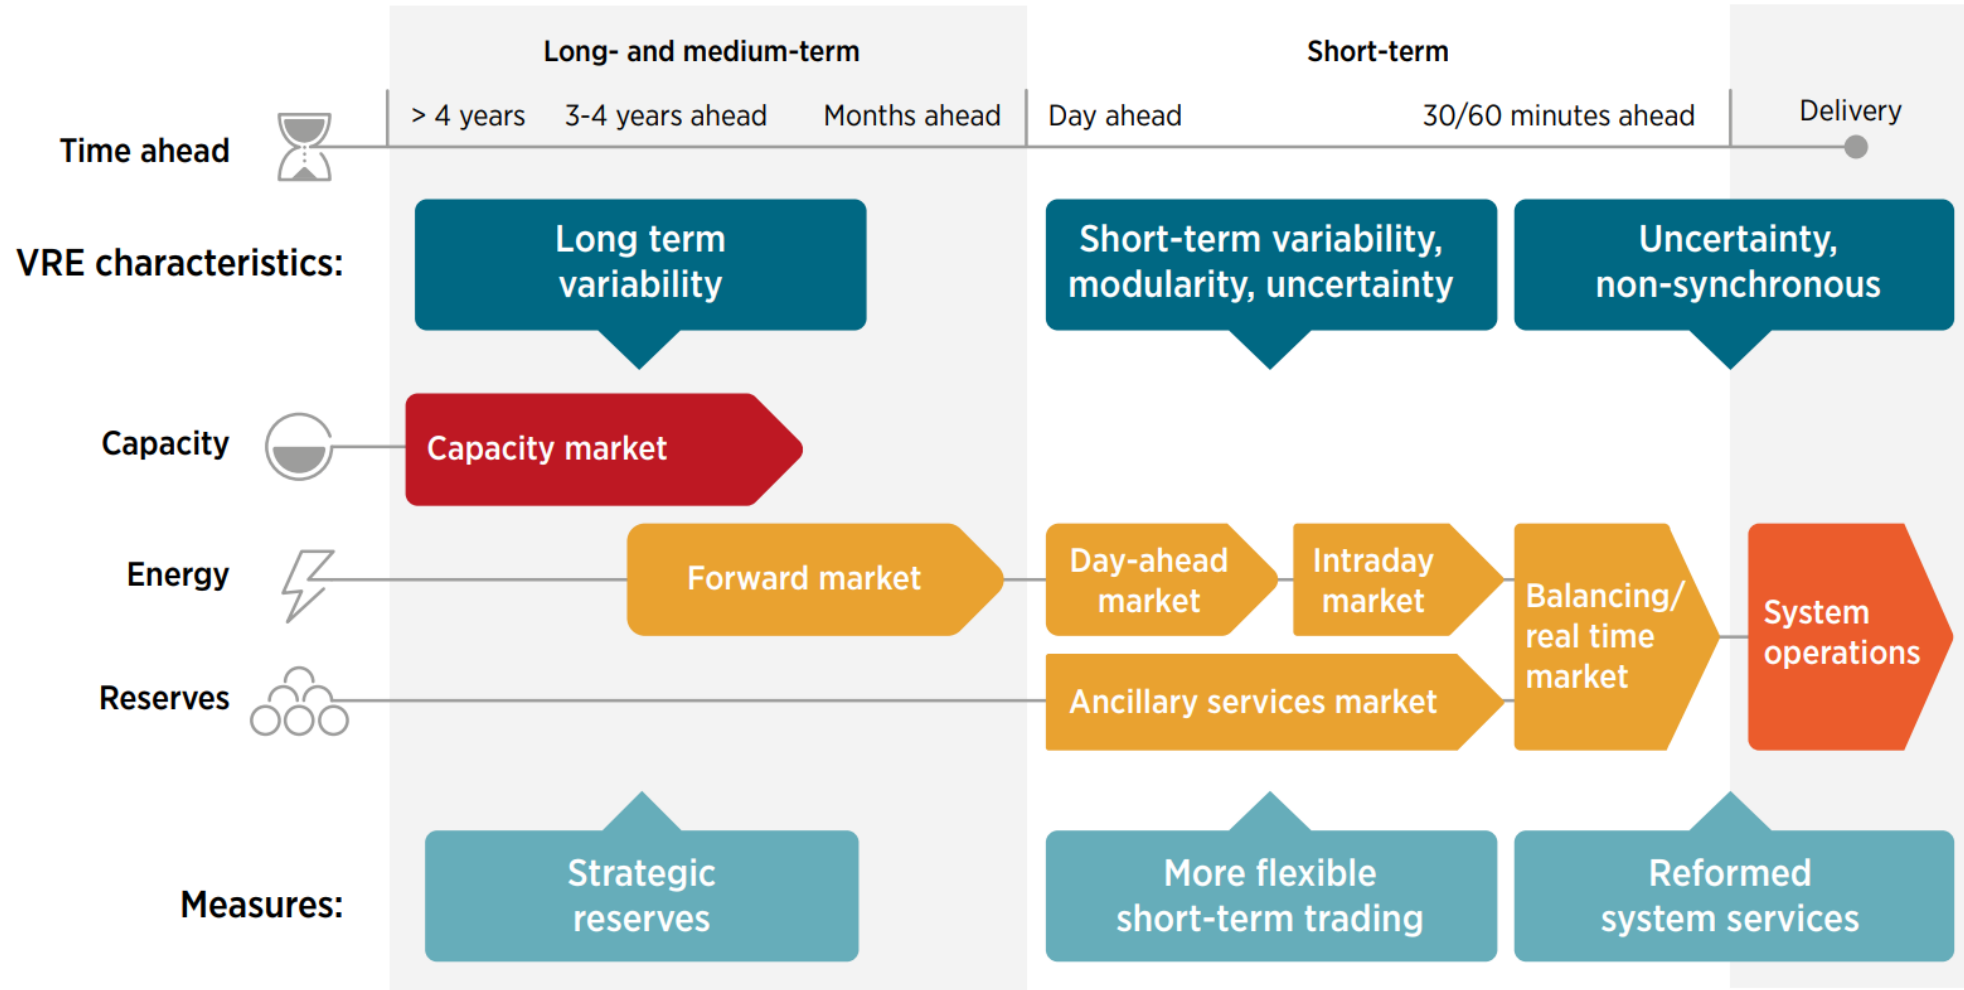 Long- and medium-term
Short-term
> 4 years
3-4 years ahead
Months ahead
Day ahead
30/60 minutes ahead
Delivery
Time ahead
VRE characteristics:
Long term
variability
Short-term variability,
modularity, uncertainty
Uncertainty,
non-synchronous
Capacity
Capacity market
Energy
Forward market
Day-ahead
market
Intraday
market
Balancing/
real time
market
System
operations
Reserves
Ancillary services market
Measures:
Strategic
reserves
More flexible
short-term trading
Reformed
system services